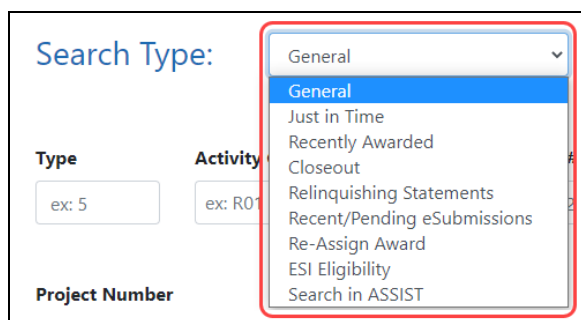 Search Type:
General
General
Just in Time
Recently Awarded
Closeout
Relinquishing Statements
Recent/Pending eSubmissions
Re-Assign Award
ESI Eligibility
Search in ASSIST
Type
Activity
#
ex: 5
ex: R01
2
Project Number